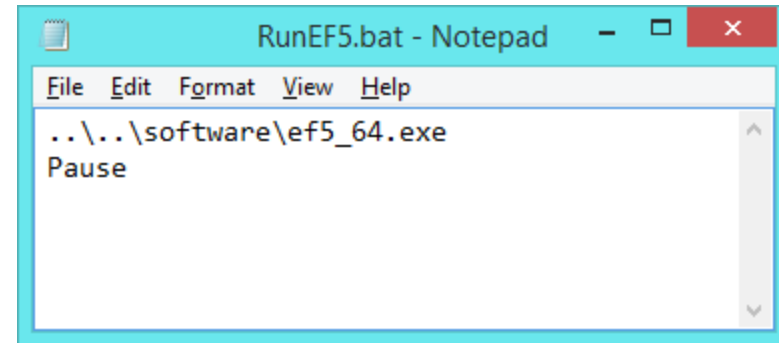 RunEF5.bat - Notepad
File Edit Format View Help
..\..\software\ef5_64.exe
Pause